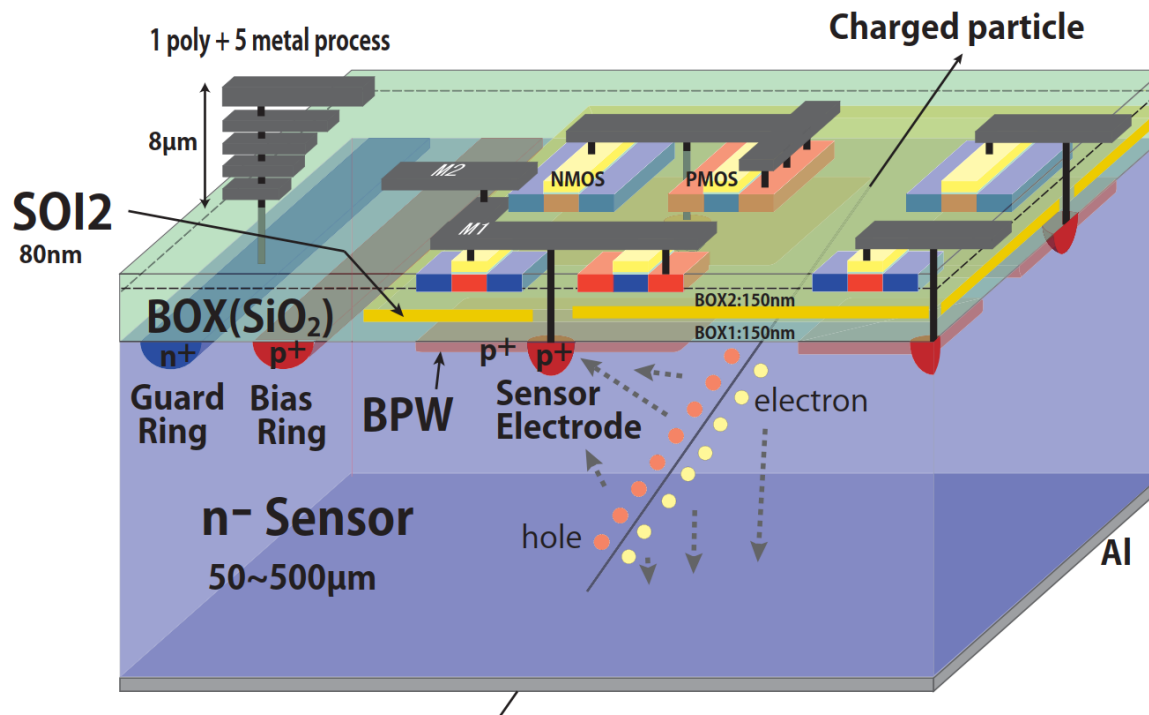 1 poly + 5 metal process
Charged particle
8μm
SOI2
80nm
M2
NMOS
PMOS
M1
BOX(SiO₂)
BOX2:150nm
BOX1:150nm
n⁺
p⁺
p⁺
p⁺
Guard
Ring
Bias
Ring
BPW
Sensor
Electrode
electron
n⁻ Sensor
hole
50~500μm
Al